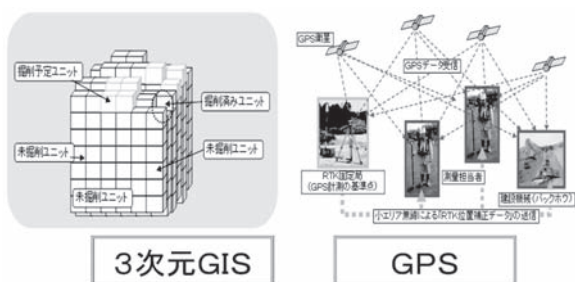 掘削予定ユニット
掘削済みユニット
未掘削ユニット
未掘削ユニット
未掘削ユニット
3次元GIS
GPS衛星
GPSデータ受信
RTK固定局
(GPS計測の基準点)
測量担当者
建設機械(バックホウ)
小エリア無線による「RTK位置補正データ」の送信
GPS